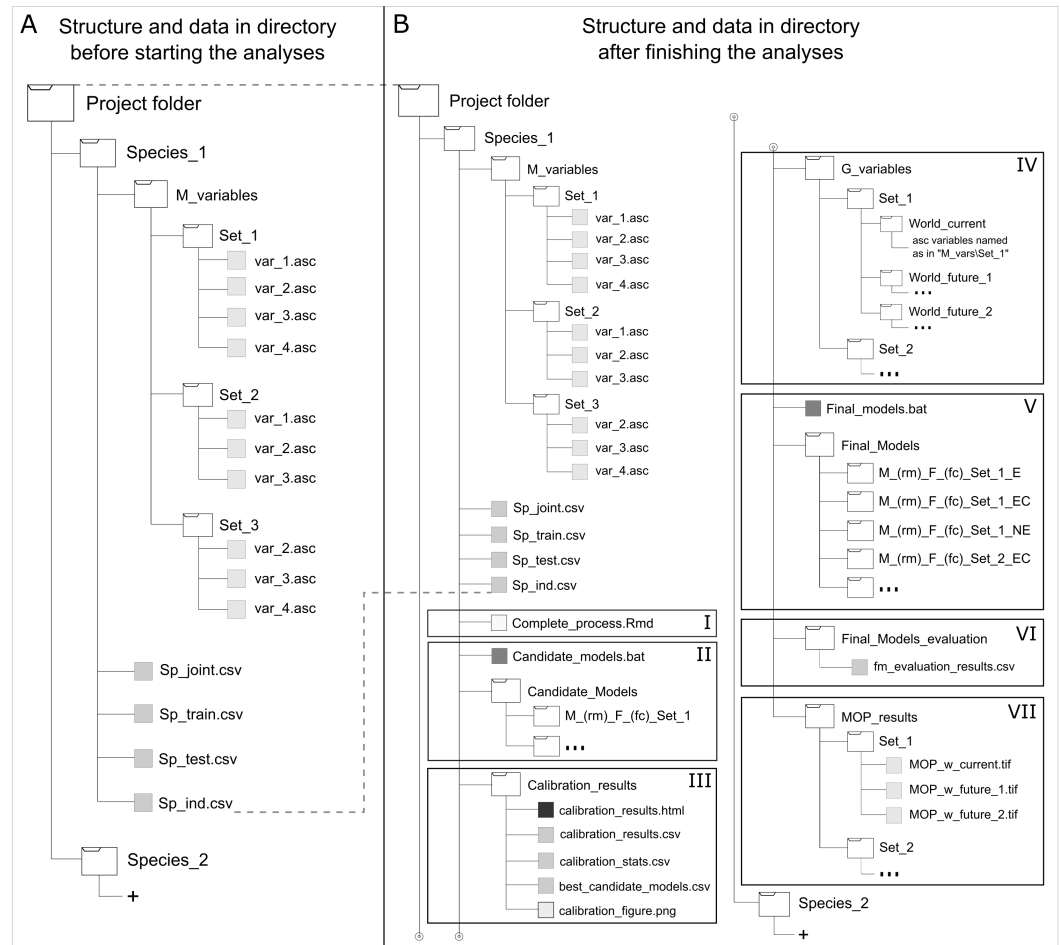 A
Structure and data in directory
before starting the analyses
Project folder
Species_1
M_variables
Set_1
var_1.asc
var_2.asc
var_3.asc
var_4.asc
Set_2
var_1.asc
var_2.asc
var_3.asc
Set_3
var_2.asc
var_3.asc
var_4.asc
Sp_joint.csv
Sp_train.csv
Sp_test.csv
Sp_ind.csv
Species_2
+
B
Structure and data in directory
after finishing the analyses
Project folder
Species_1
M_variables
Set_1
var_1.asc
var_2.asc
var_3.asc
var_4.asc
Set_2
var_1.asc
var_2.asc
var_3.asc
Set_3
var_2.asc
var_3.asc
var_4.asc
Sp_joint.csv
Sp_train.csv
Sp_test.csv
Sp_ind.csv
Complete_process.Rmd
I
Candidate_models.bat
II
Candidate_Models
M_(rm)_F_(fc)_Set_1
...
Calibration_results
III
calibration_results.html
calibration_results.csv
calibration_stats.csv
best_candidate_models.csv
calibration_figure.png
G_variables
IV
Set_1
World_current
asc variables named
as in "M_vars\Set_1"
World_future_1
...
World_future_2
...
Set_2
...
Final_models.bat
V
Final_Models
M_(rm)_F_(fc)_Set_1_E
M_(rm)_F_(fc)_Set_1_EC
M_(rm)_F_(fc)_Set_1_NE
M_(rm)_F_(fc)_Set_2_EC
...
Final_Models_evaluation
VI
fm_evaluation_results.csv
MOP_results
VII
Set_1
MOP_w_current.tif
MOP_w_future_1.tif
MOP_w_future_2.tif
Set_2
...
Species_2
+